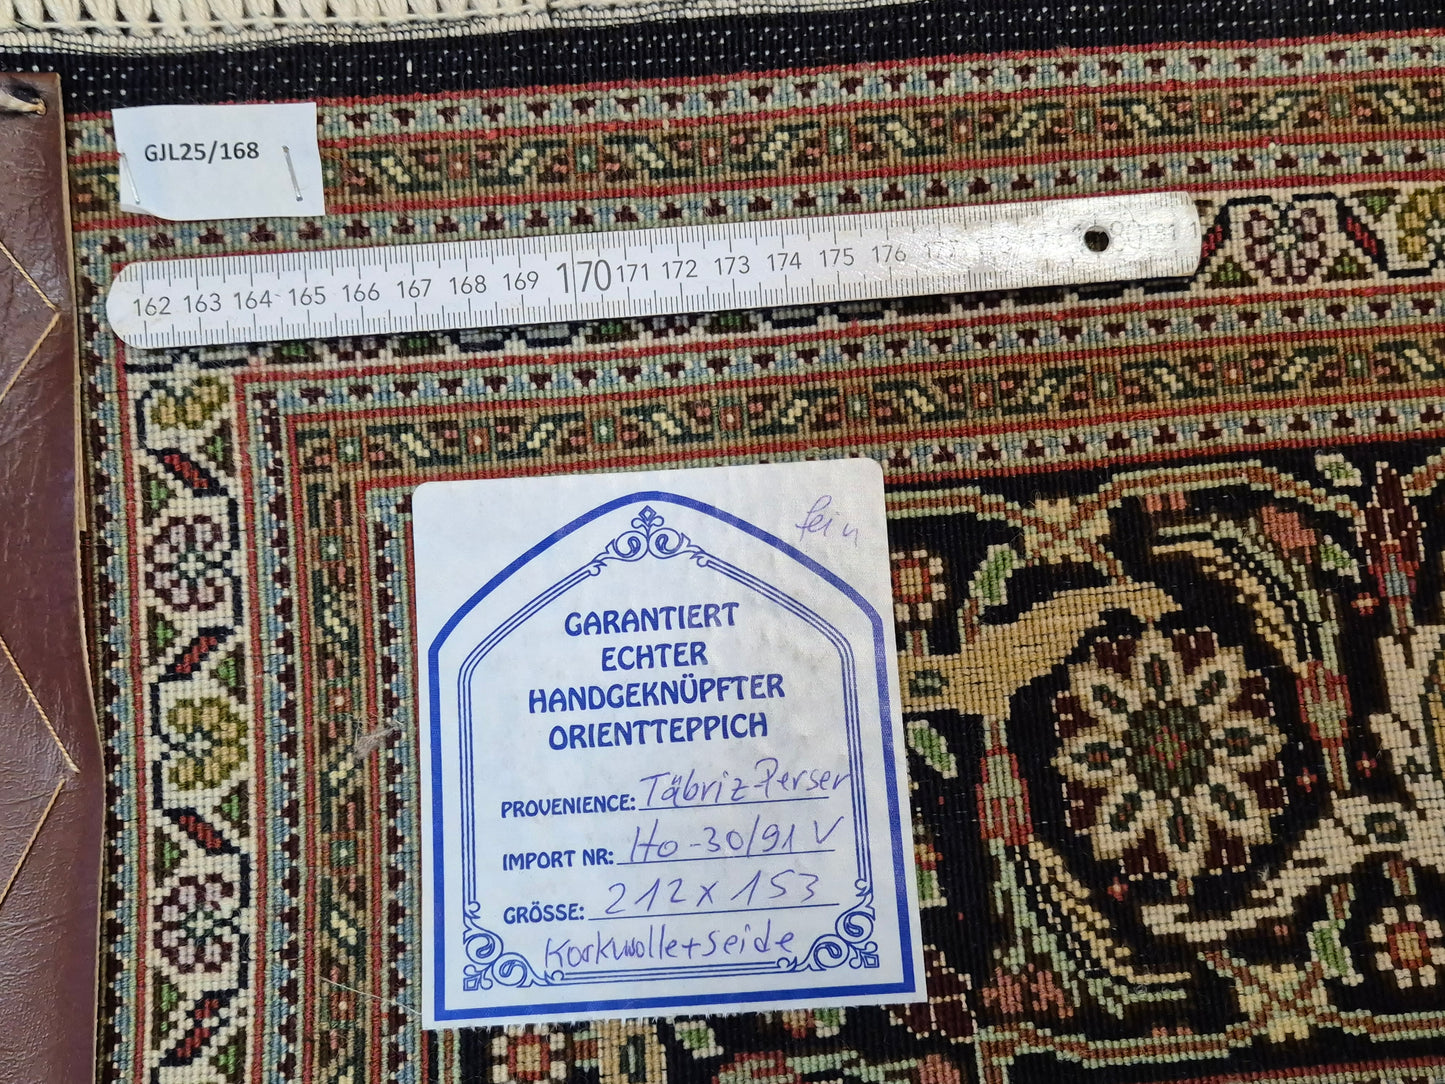 GJL25/168
162 163 164 165 166 167 168 169 170 171 172 173 174 175 176 177
fein
GARANTIERT
ECHTER
HANDGEKNÜPFTER
ORIENTTEPPICH
PROVENIENCE: Täbriz-Perser
IMPORT NR: Ho-30/91 V
GRÖSSE: 212 x 153
Korkwolle + Seide